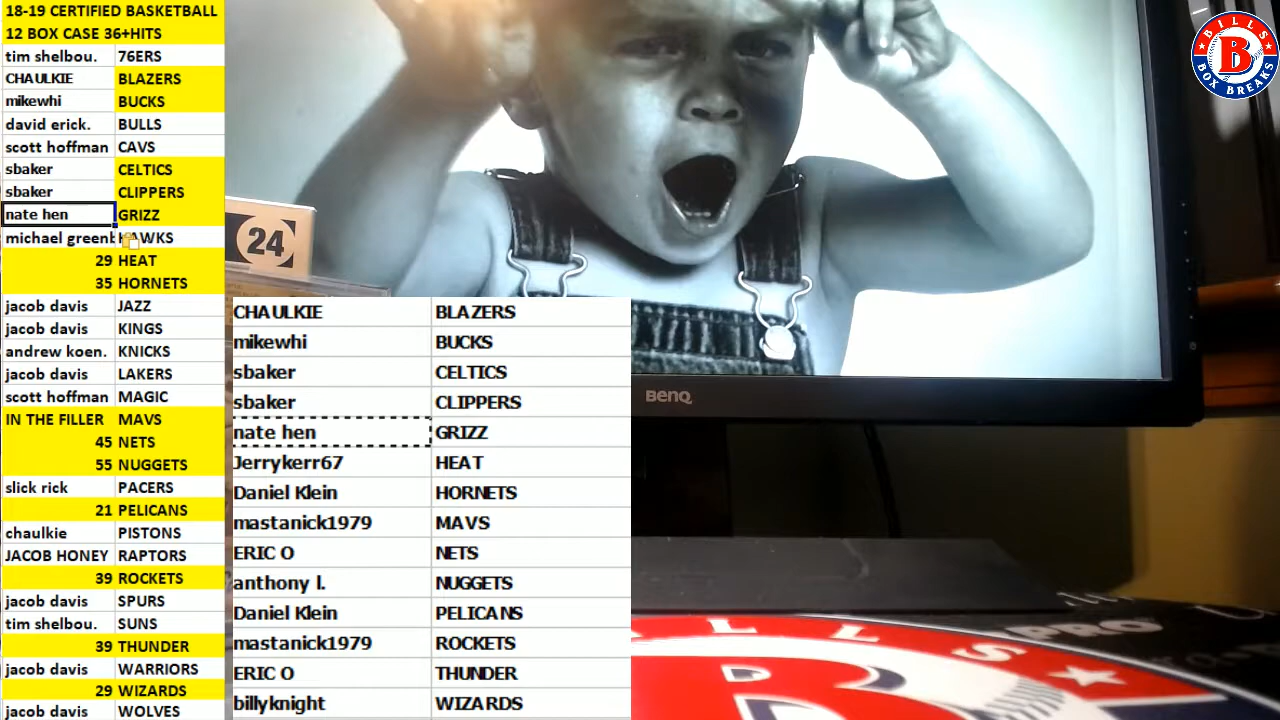 18-19 CERTIFIED BASKETBALL
12 BOX CASE 36+HITS
tim shelbou. 76ERS
CHAULKIE BLAZERS
mikewhi BUCKS
david erick. BULLS
scott hoffman CAVS
sbaker CELTICS
sbaker CLIPPERS
nate hen GRIZZ
michael greenb HAWKS
29 HEAT
35 HORNETS
jacob davis JAZZ
jacob davis KINGS
andrew koen. KNICKS
jacob davis LAKERS
scott hoffman MAGIC
IN THE FILLER MAVS
45 NETS
55 NUGGETS
slick rick PACERS
21 PELICANS
chaulkie PISTONS
JACOB HONEY RAPTORS
39 ROCKETS
jacob davis SPURS
tim shelbou. SUNS
39 THUNDER
jacob davis WARRIORS
29 WIZARDS
jacob davis WOLVES
CHAULKIE BLAZERS
mikewhi BUCKS
sbaker CELTICS
sbaker CLIPPERS
nate hen GRIZZ
Jerrykerr67 HEAT
Daniel Klein HORNETS
mastanick1979 MAVS
ERIC O NETS
anthony l. NUGGETS
Daniel Klein PELICANS
mastanick1979 ROCKETS
ERIC O THUNDER
billyknight WIZARDS
24
BenQ
BILLS
B
BOX BREAKS
LLS
PRO